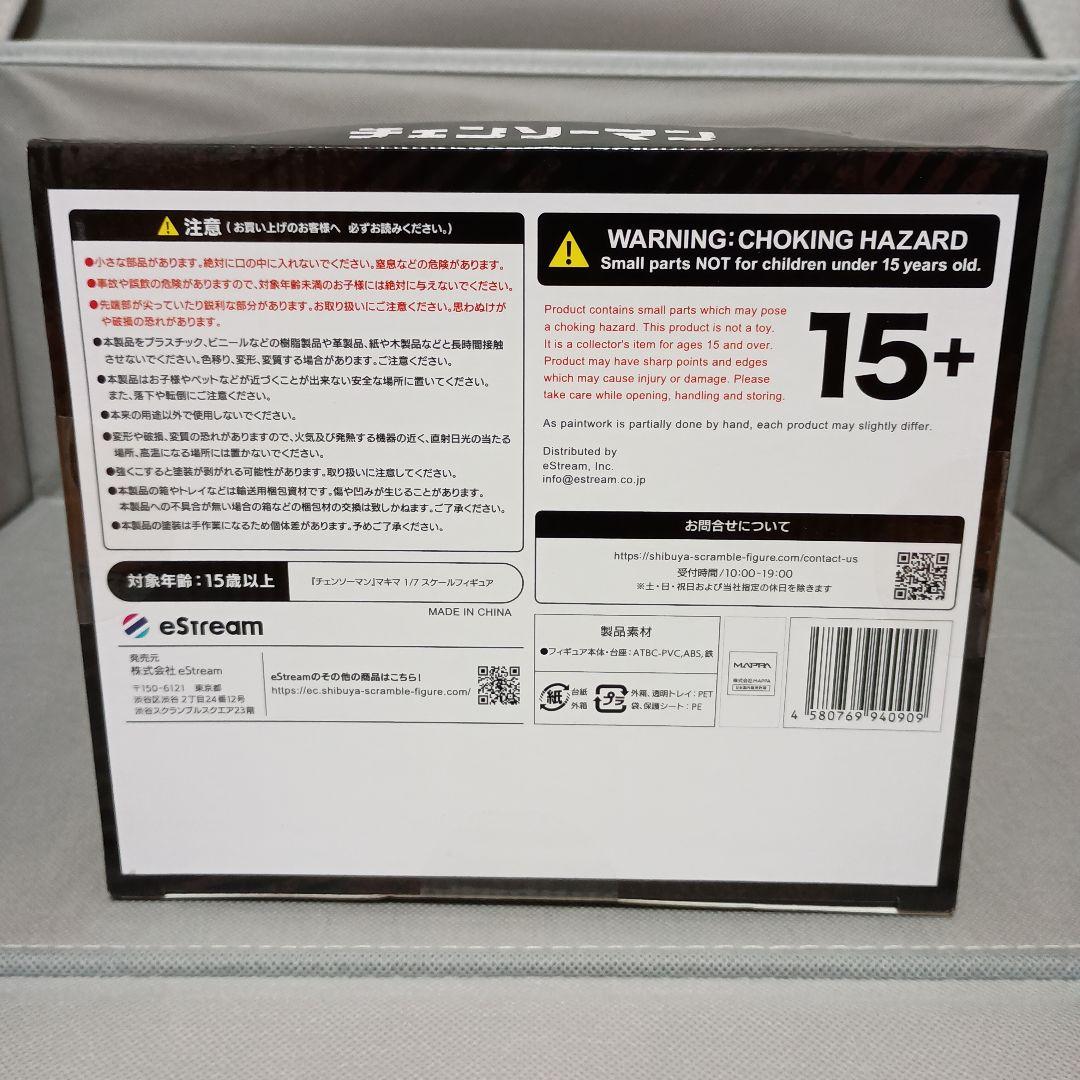 チェンソーマン
注意(お買い上げのお客様へ 必ずお読みください。)
●小さな部品があります。絶対に口の中に入れないでください。窒息などの危険があります。
●事故や誤飲の危険がありますので、対象年齢未満のお子様には絶対に与えないでください。
●先端部が尖っていたり鋭利な部分があります。お取り扱いにご注意ください。思わぬけが
や破損の恐れがあります。
●本製品をプラスチック、ビニールなどの樹脂製品や革製品、紙や木製品などと長時間接触
させないでください。色移り、変形、変質する場合があります。ご注意ください。
●本製品はお子様やペットなどが近づくことが出来ない安全な場所に置いてください。
また、落下や転倒にご注意ください。
●本来の用途以外で使用しないでください。
●変形や破損、変質の恐れがありますので、火気及び発熱する機器の近く、直射日光の当たる
場所、高温になる場所には置かないでください。
●強くこすると塗装が剥がれる可能性があります。取り扱いに注意してください。
●本製品の箱やトレイなどは輸送用梱包資材です。傷や凹みが生じることがあります。
本製品への不具合が無い場合の箱などの梱包材の交換は致しかねます。ご了承ください。
●本製品の塗装は手作業になるため個体差があります。予めご了承ください。
対象年齢:15歳以上
『チェンソーマン』マキマ 1/7 スケールフィギュア
MADE IN CHINA
eStream
発売元
株式会社 eStream
〒150-6121 東京都
渋谷区渋谷 2丁目24番12号
渋谷スクランブルスクエア23階
eStreamのその他の商品はこちら!
https://ec.shibuya-scramble-figure.com/
WARNING: CHOKING HAZARD
Small parts NOT for children under 15 years old.
Product contains small parts which may pose
a choking hazard. This product is not a toy.
It is a collector's item for ages 15 and over.
Product may have sharp points and edges
which may cause injury or damage. Please
take care while opening, handling and storing.
15+
As paintwork is partially done by hand, each product may slightly differ.
Distributed by
eStream, Inc.
info@estream.co.jp
お問合せについて
https://shibuya-scramble-figure.com/contact-us
受付時間/10:00-19:00
※土・日・祝日および当社指定の休日を除きます
製品素材
●フィギュア本体・台座:ATBC-PVC,ABS,鉄
紙
台紙
外箱
プラ
外箱、透明トレイ:PET
袋、保護シート:PE
MAPPA
株式会社MAPPA
4 580769 940909